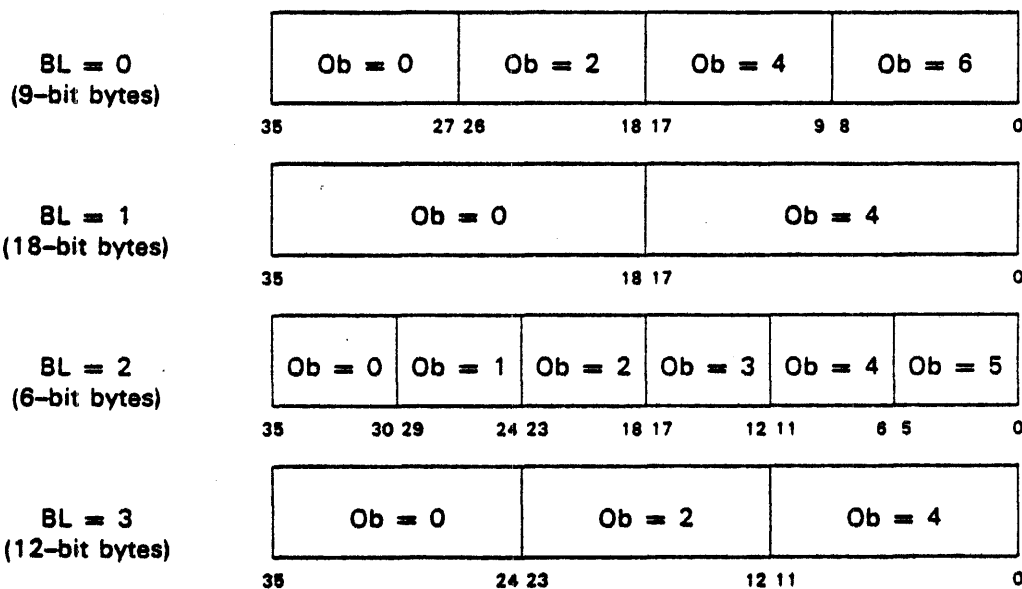 BL = 0
(9-bit bytes)
Ob = 0 Ob = 2 Ob = 4 Ob = 6
35 27 26 18 17 9 8 0
BL = 1
(18-bit bytes)
Ob = 0 Ob = 4
35 18 17 0
BL = 2
(6-bit bytes)
Ob = 0 Ob = 1 Ob = 2 Ob = 3 Ob = 4 Ob = 5
35 30 29 24 23 18 17 12 11 6 5 0
BL = 3
(12-bit bytes)
Ob = 0 Ob = 2 Ob = 4
35 24 23 12 11 0